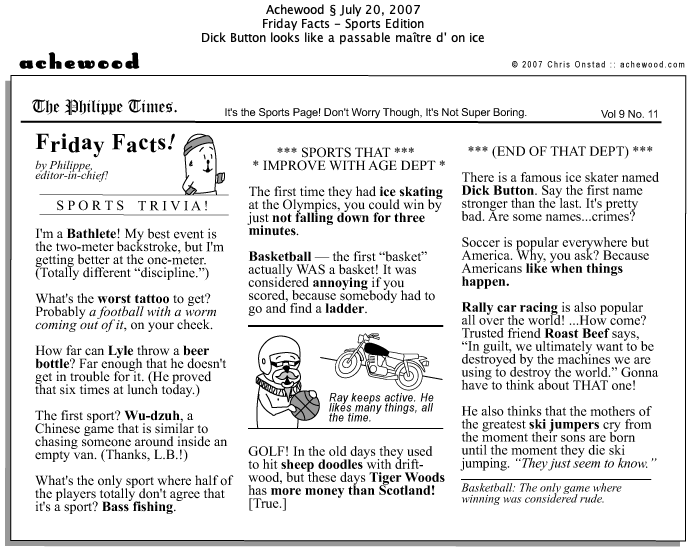 Achewood § July 20, 2007
Friday Facts - Sports Edition
Dick Button looks like a passable maître d' on ice
achewood
© 2007 Chris Onstad :: achewood.com
The Philippe Times.
It's the Sports Page! Don't Worry Though, It's Not Super Boring.
Vol 9 No. 11
Friday Facts!
by Philippe,
editor-in-chief!
SPORTS TRIVIA!
I'm a Bathlete! My best event is
the two-meter backstroke, but I'm
getting better at the one-meter.
(Totally different “discipline.”)
What's the worst tattoo to get?
Probably a football with a worm
coming out of it, on your cheek.
How far can Lyle throw a beer
bottle? Far enough that he doesn't
get in trouble for it. (He proved
that six times at lunch today.)
The first sport? Wu-dzuh, a
Chinese game that is similar to
chasing someone around inside an
empty van. (Thanks, L.B.!)
What's the only sport where half of
the players totally don't agree that
it's a sport? Bass fishing.
*** SPORTS THAT ***
* IMPROVE WITH AGE DEPT *
The first time they had ice skating
at the Olympics, you could win by
just not falling down for three
minutes.
Basketball — the first “basket”
actually WAS a basket! It was
considered annoying if you
scored, because somebody had to
go and find a ladder.
Ray keeps active. He
likes many things, all
the time.
GOLF! In the old days they used
to hit sheep doodles with drift-
wood, but these days Tiger Woods
has more money than Scotland!
[True.]
*** (END OF THAT DEPT) ***
There is a famous ice skater named
Dick Button. Say the first name
stronger than the last. It's pretty
bad. Are some names...crimes?
Soccer is popular everywhere but
America. Why, you ask? Because
Americans like when things
happen.
Rally car racing is also popular
all over the world! ...How come?
Trusted friend Roast Beef says,
“In guilt, we ultimately want to be
destroyed by the machines we are
using to destroy the world.” Gonna
have to think about THAT one!
He also thinks that the mothers of
the greatest ski jumpers cry from
the moment their sons are born
until the moment they die ski
jumping. “They just seem to know.”
Basketball: The only game where
winning was considered rude.